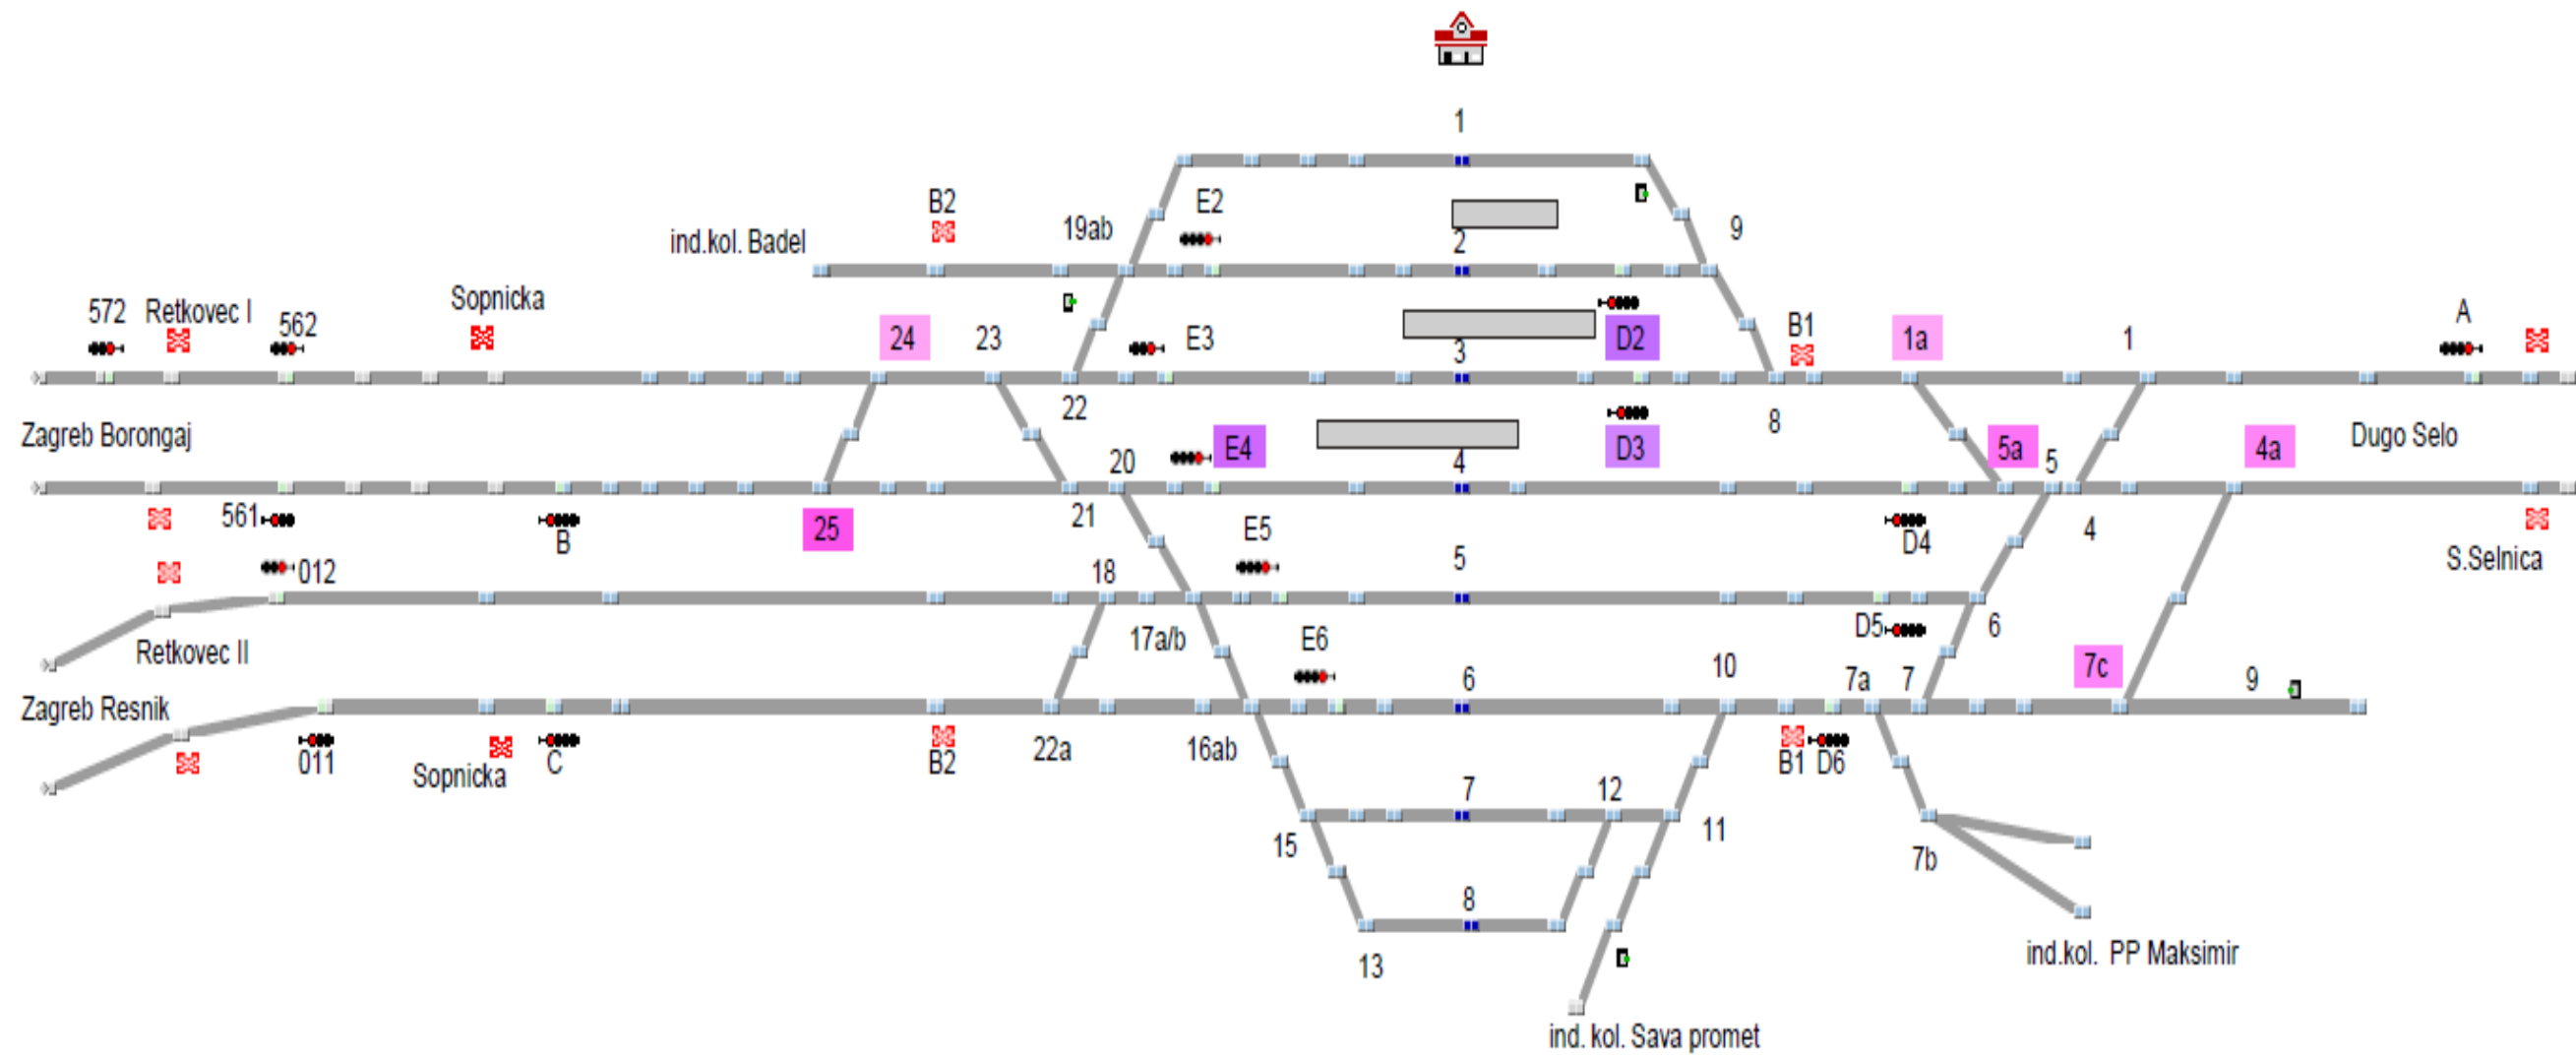 1
B2
19ab
E2
9
ind.kol. Badel
2
572
Retkovec I
562
Sopnicka
24
23
E3
3
D2
B1
1a
1
A
22
8
Zagreb Borongaj
20
E4
4
D3
5a
5
4a
Dugo Selo
561
B
25
21
E5
5
D4
4
S.Selnica
012
18
Retkovec II
17a/b
E6
D5
6
Zagreb Resnik
6
10
7a
7
7c
9
011
Sopnicka
C
B2
22a
16ab
B1
D6
7
12
15
11
7b
8
13
ind.kol. PP Maksimir
ind. kol. Sava promet